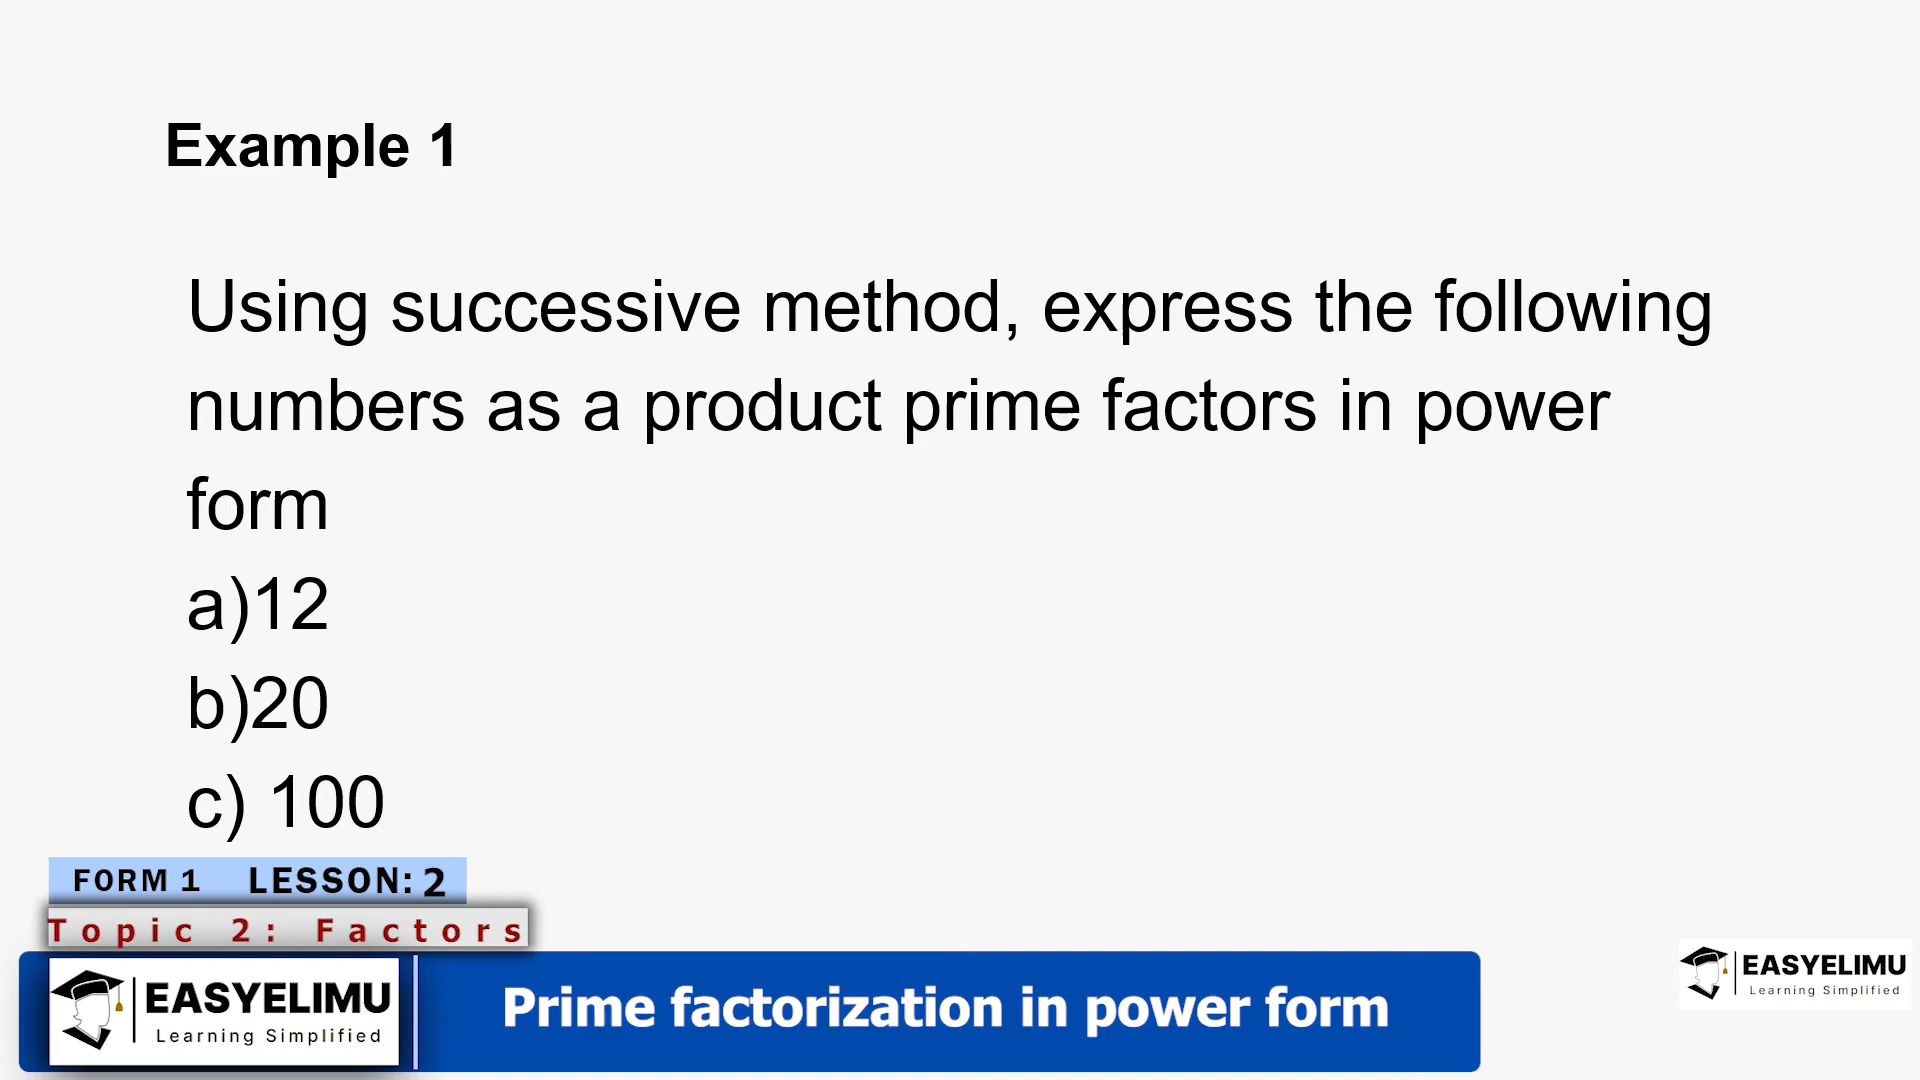 Example 1
Using successive method, express the following
numbers as a product prime factors in power
form
a)12
b)20
c) 100
FORM 1 LESSON: 2
Topic 2: Factors
EASYELIMU
Learning Simplified
Prime factorization in power form
EASYELIMU
Learning Simplified